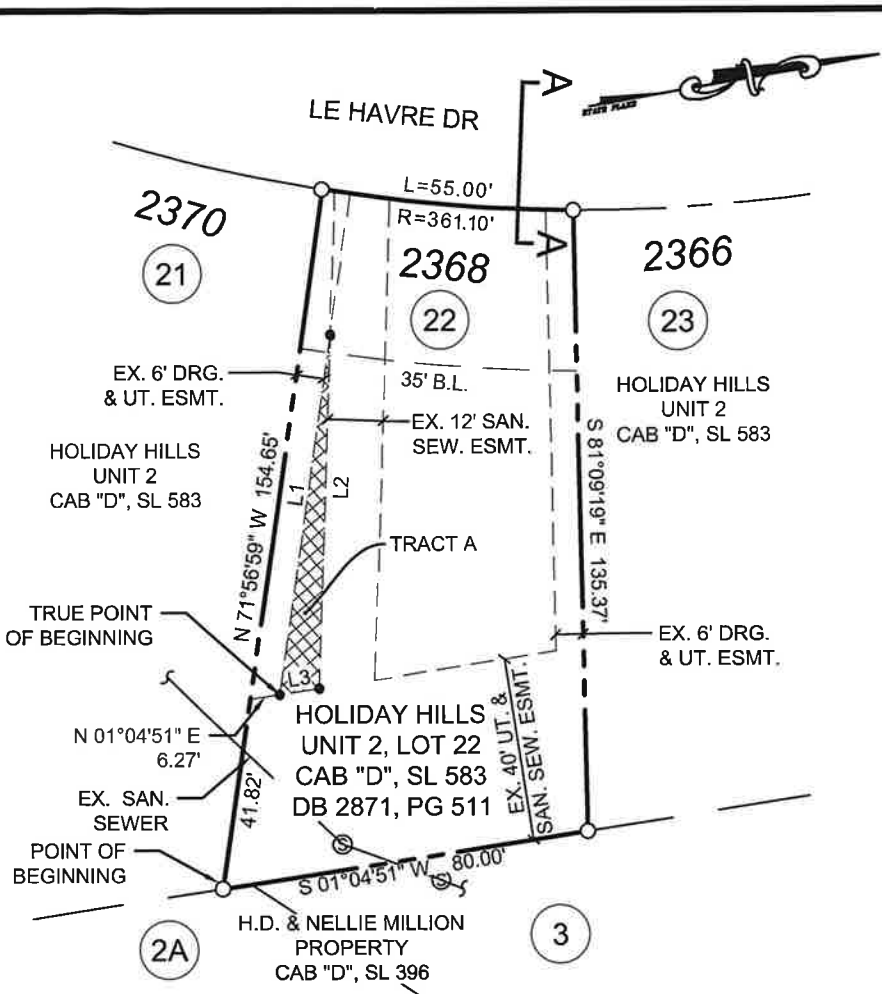 A
STATE PLANE
N
LE HAVRE DR
L=55.00'
R=361.10'
A
2370
21
2368
22
2366
23
EX. 6' DRG.
& UT. ESMT.
35' B.L.
HOLIDAY HILLS
UNIT 2
CAB "D", SL 583
EX. 12' SAN.
SEW. ESMT.
HOLIDAY HILLS
UNIT 2
CAB "D", SL 583
N 71°56'59" W 154.65'
L1
L2
S 81°09'19" E 135.37'
TRACT A
TRUE POINT
OF BEGINNING
EX. 6' DRG.
& UT. ESMT.
L3
N 01°04'51" E
6.27'
HOLIDAY HILLS
UNIT 2, LOT 22
CAB "D", SL 583
DB 2871, PG 511
EX. 40' UT. &
SAN. SEW. ESMT.
EX. SAN.
SEWER
41.82'
POINT OF
BEGINNING
S
S 01°04'51" W 80.00'
S
H.D. & NELLIE MILLION
PROPERTY
CAB "D", SL 396
2A
3